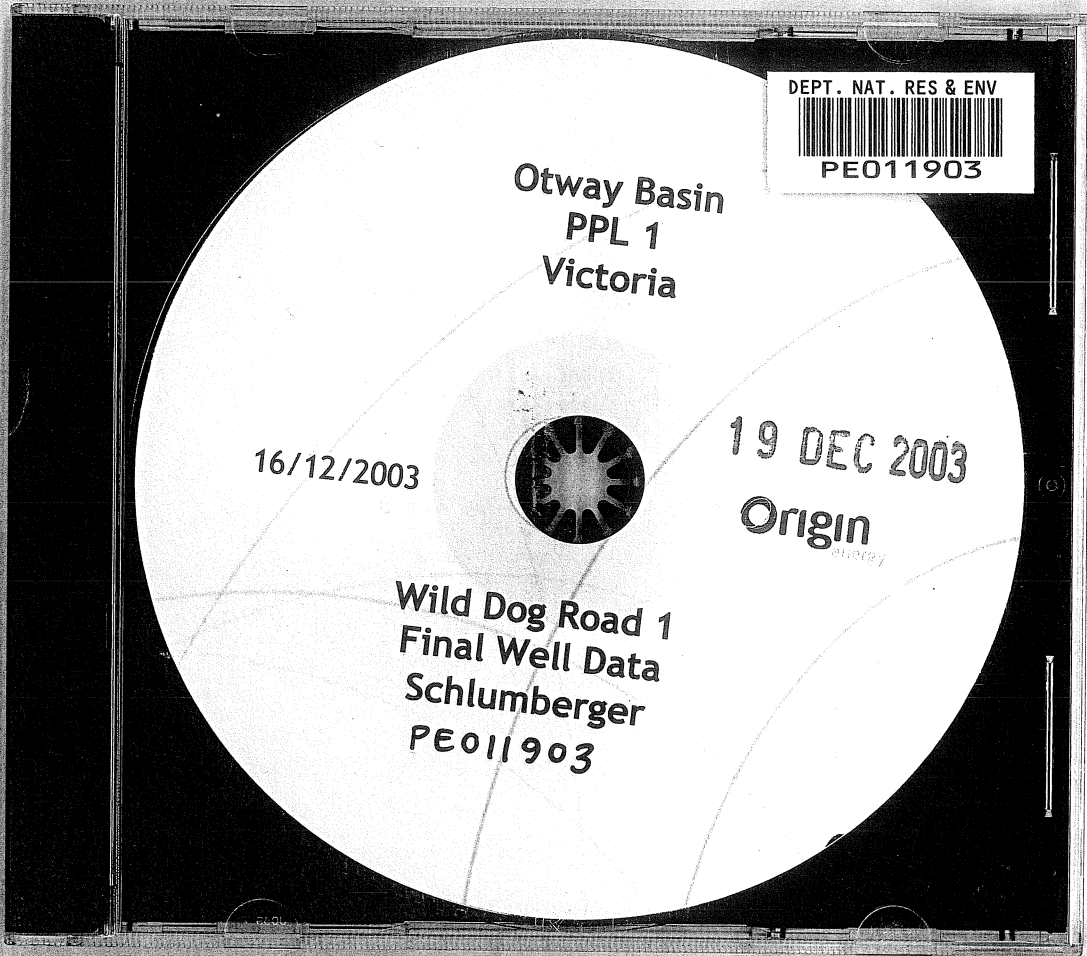 DEPT. NAT. RES & ENV
PE011903
Otway Basin
PPL 1
Victoria
16/12/2003
19 DEC 2003
Origin
energy
Wild Dog Road 1
Final Well Data
Schlumberger
PE011903